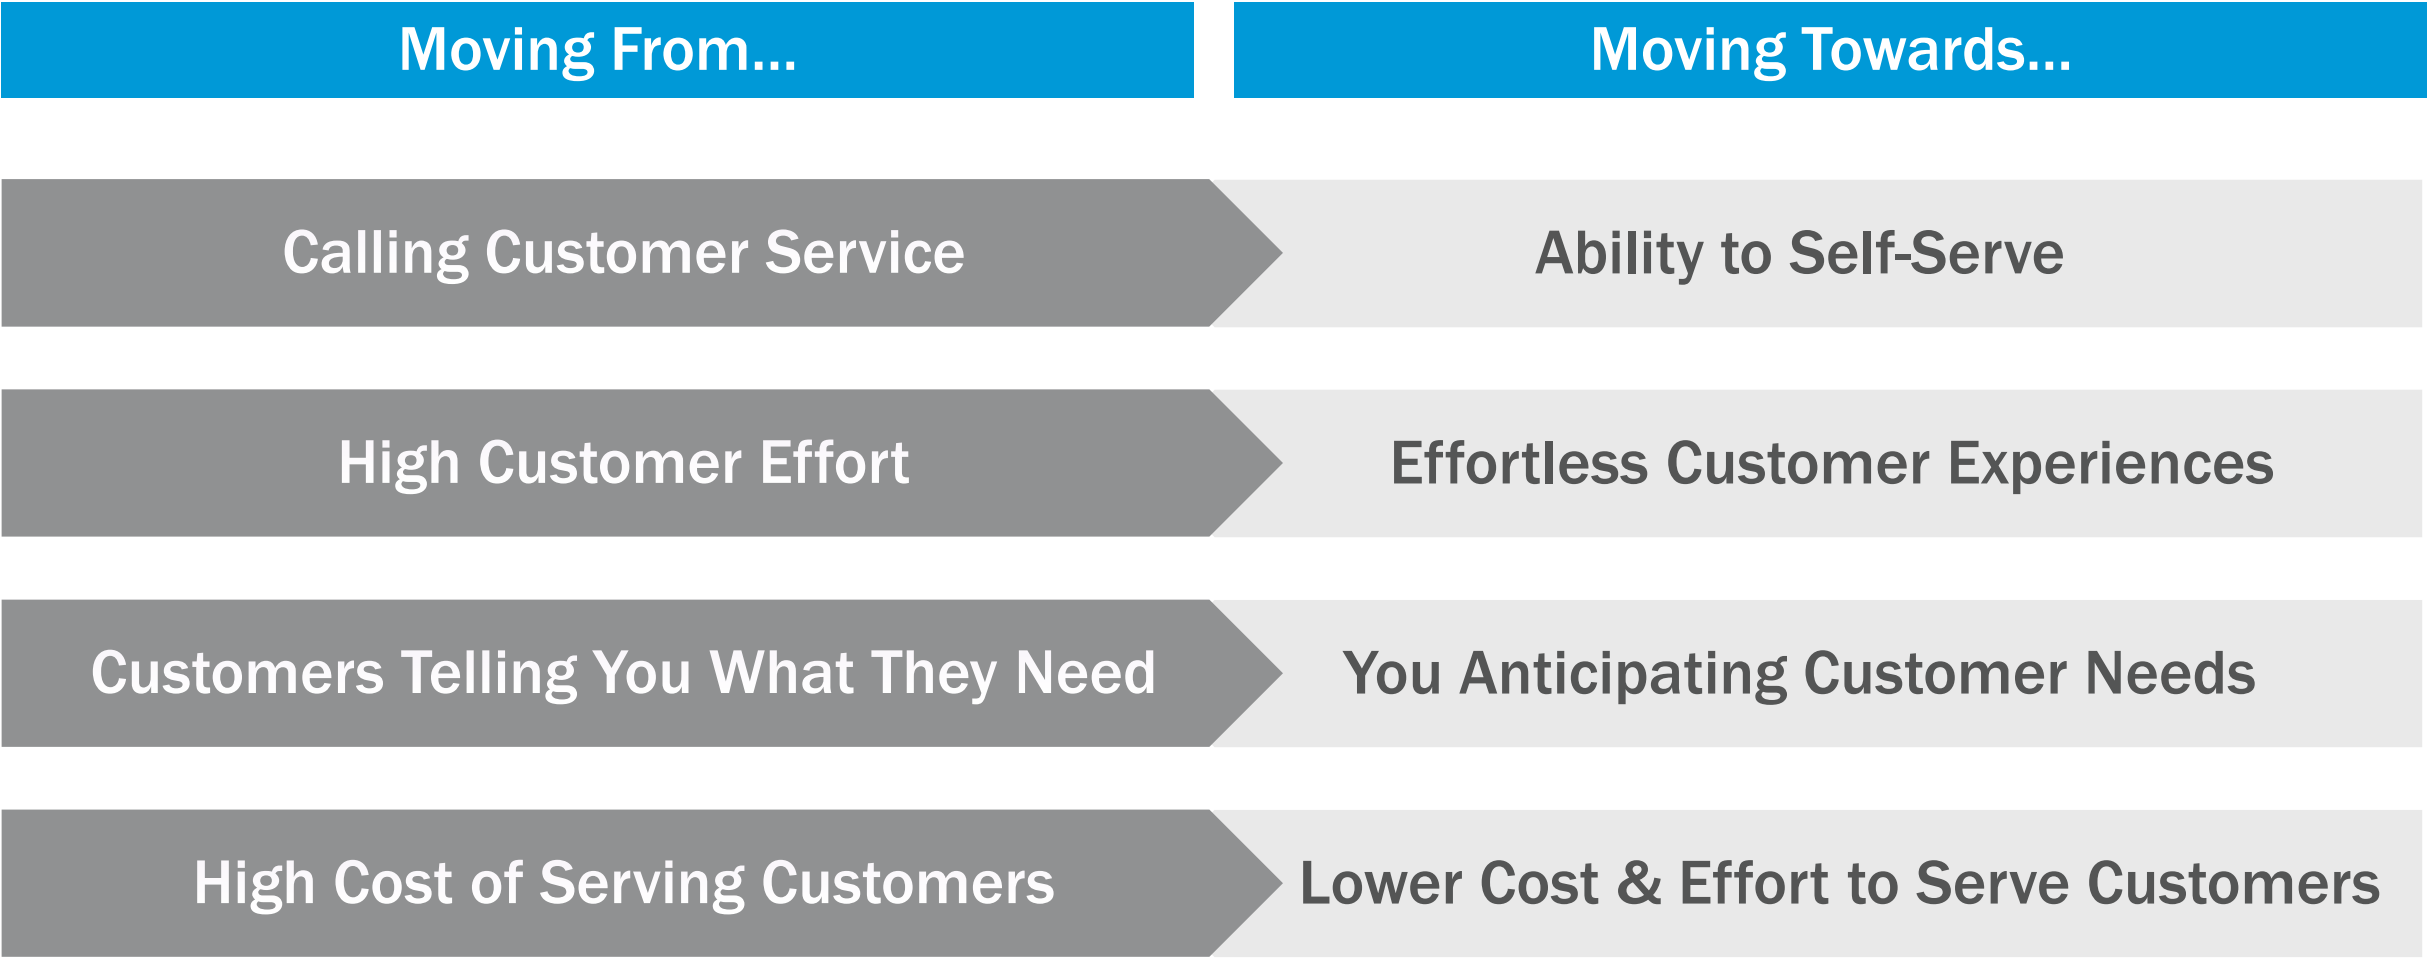 Moving From...
Moving Towards...
Calling Customer Service
Ability to Self-Serve
High Customer Effort
Effortless Customer Experiences
Customers Telling You What They Need
You Anticipating Customer Needs
High Cost of Serving Customers
Lower Cost & Effort to Serve Customers